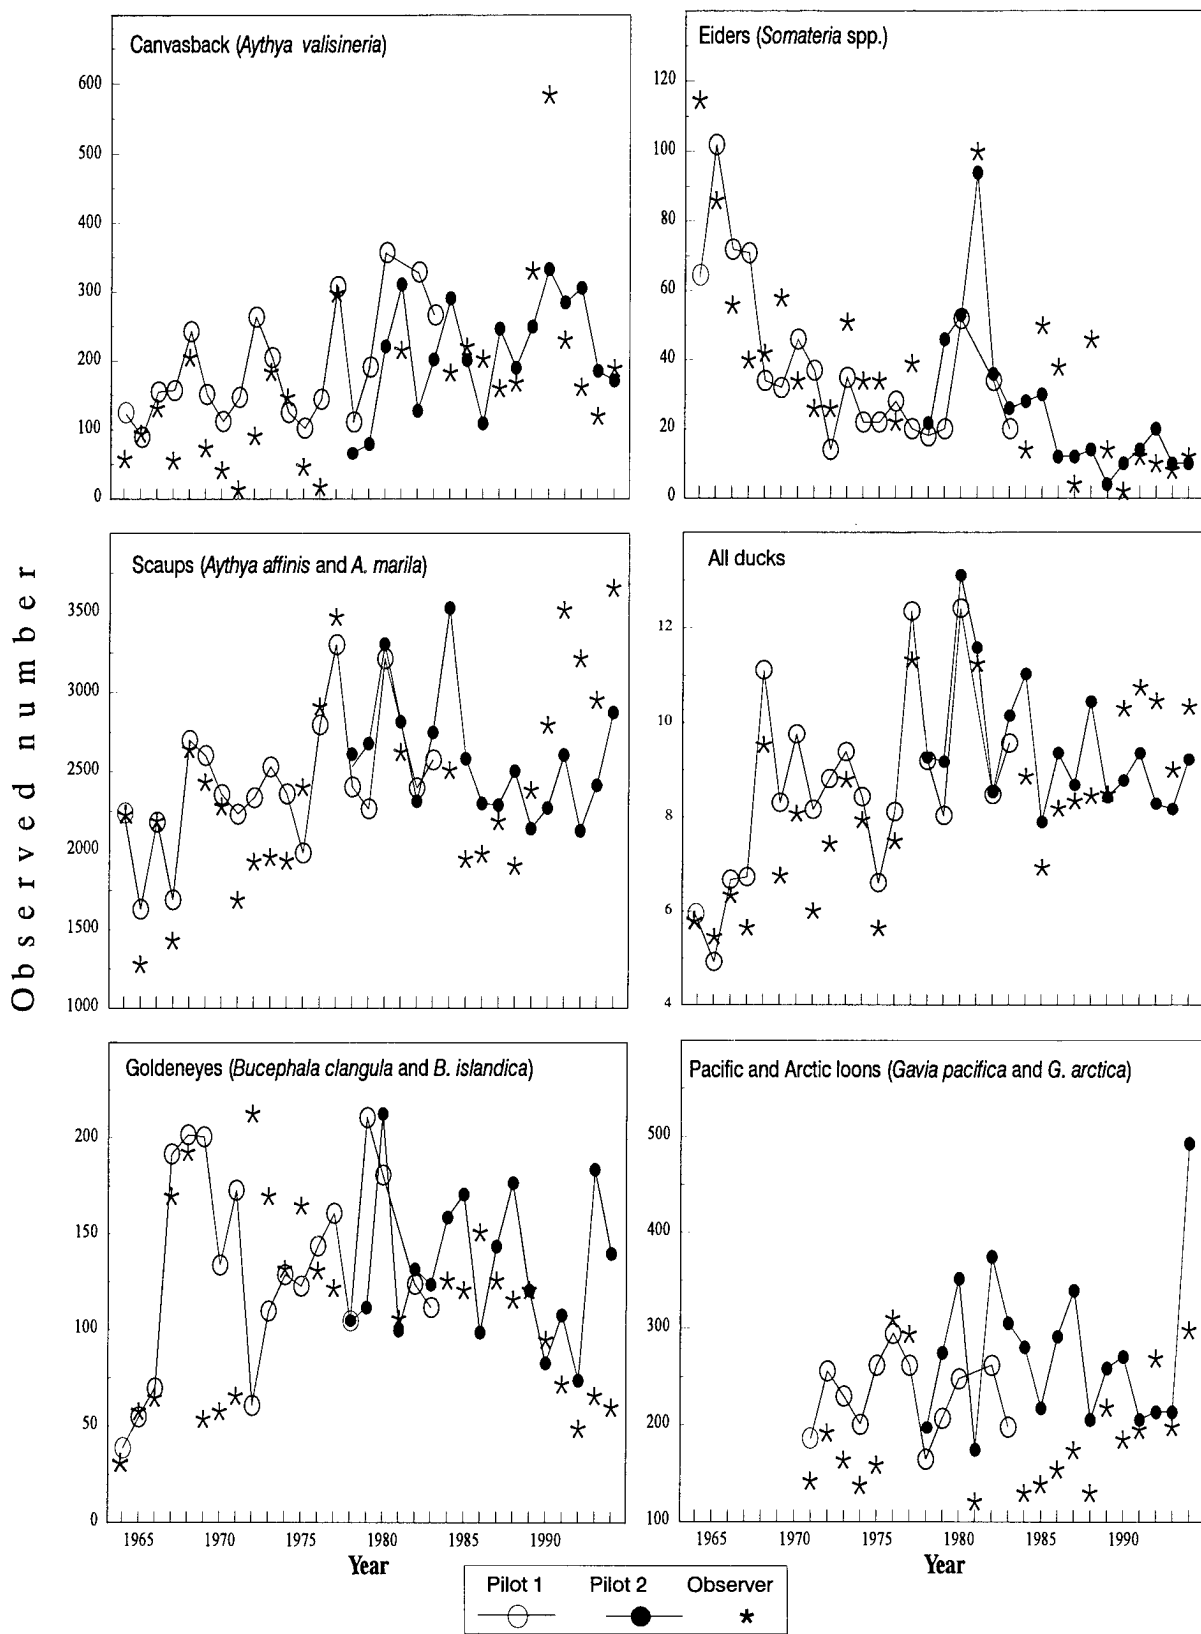 Canvasback (Aythya valisineria)
600
500
400
300
200
100
0
Eiders (Somateria spp.)
120
100
80
60
40
20
0
Observed number
Scaups (Aythya affinis and A. marila)
3500
3000
2500
2000
1500
1000
All ducks
12
10
8
6
4
Goldeneyes (Bucephala clangula and B. islandica)
200
150
100
50
0
1965 1970 1975 1980 1985 1990
Year
Pacific and Arctic loons (Gavia pacifica and G. arctica)
500
400
300
200
100
1965 1970 1975 1980 1985 1990
Year
Pilot 1 Pilot 2 Observer